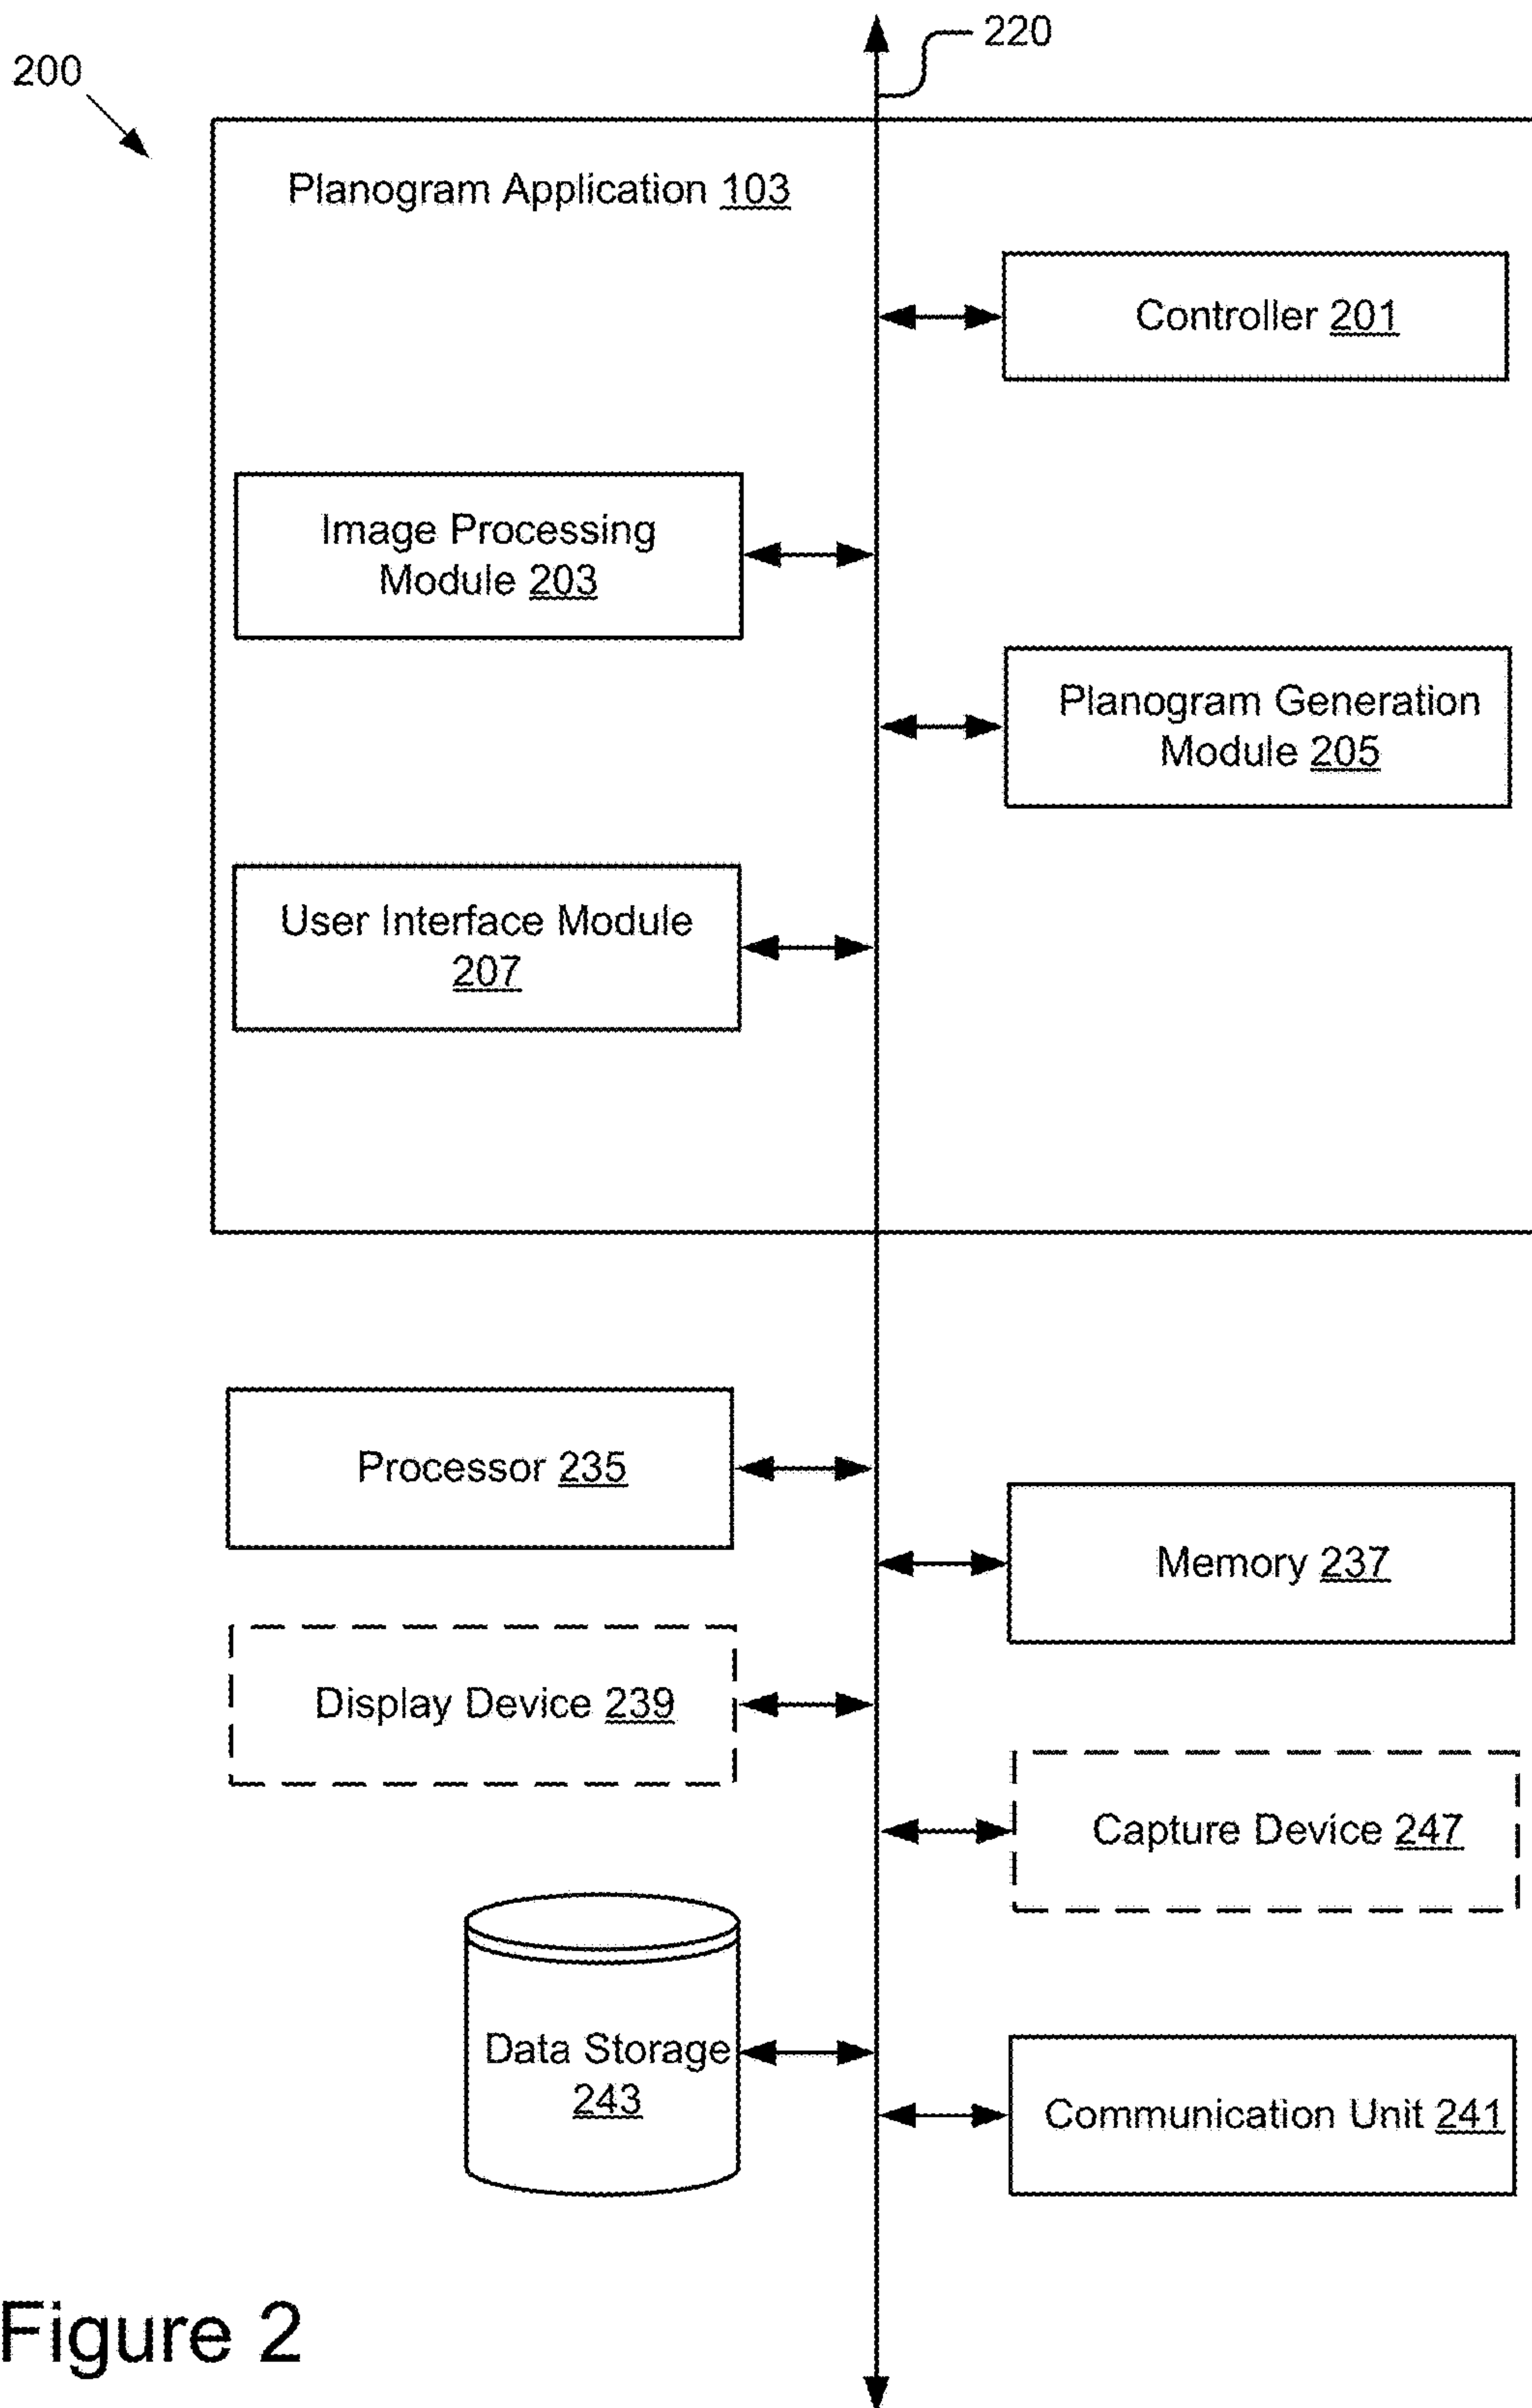 220
200
Planogram Application 103
Controller 201
Image Processing
Module 203
Planogram Generation
Module 205
User Interface Module
207
Processor 235
Memory 237
Display Device 239
Capture Device 247
Data Storage
243
Communication Unit 241
Figure 2